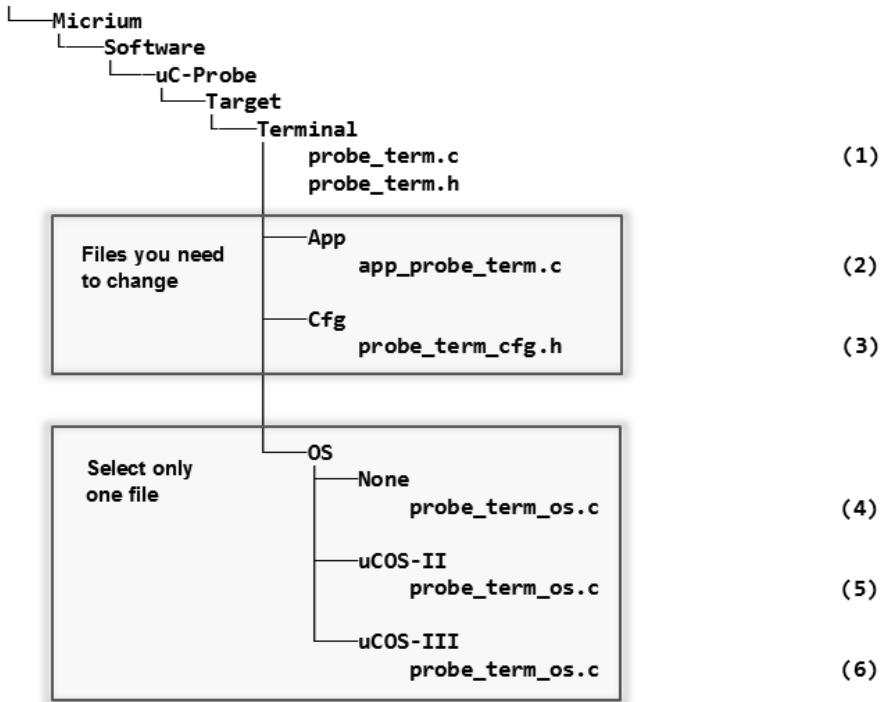 Micrium
Software
uC-Probe
Target
Terminal
probe_term.c (1)
probe_term.h
Files you need
to change
App
app_probe_term.c (2)
Cfg
probe_term_cfg.h (3)
Select only
one file
OS
None
probe_term_os.c (4)
uCOS-II
probe_term_os.c (5)
uCOS-III
probe_term_os.c (6)